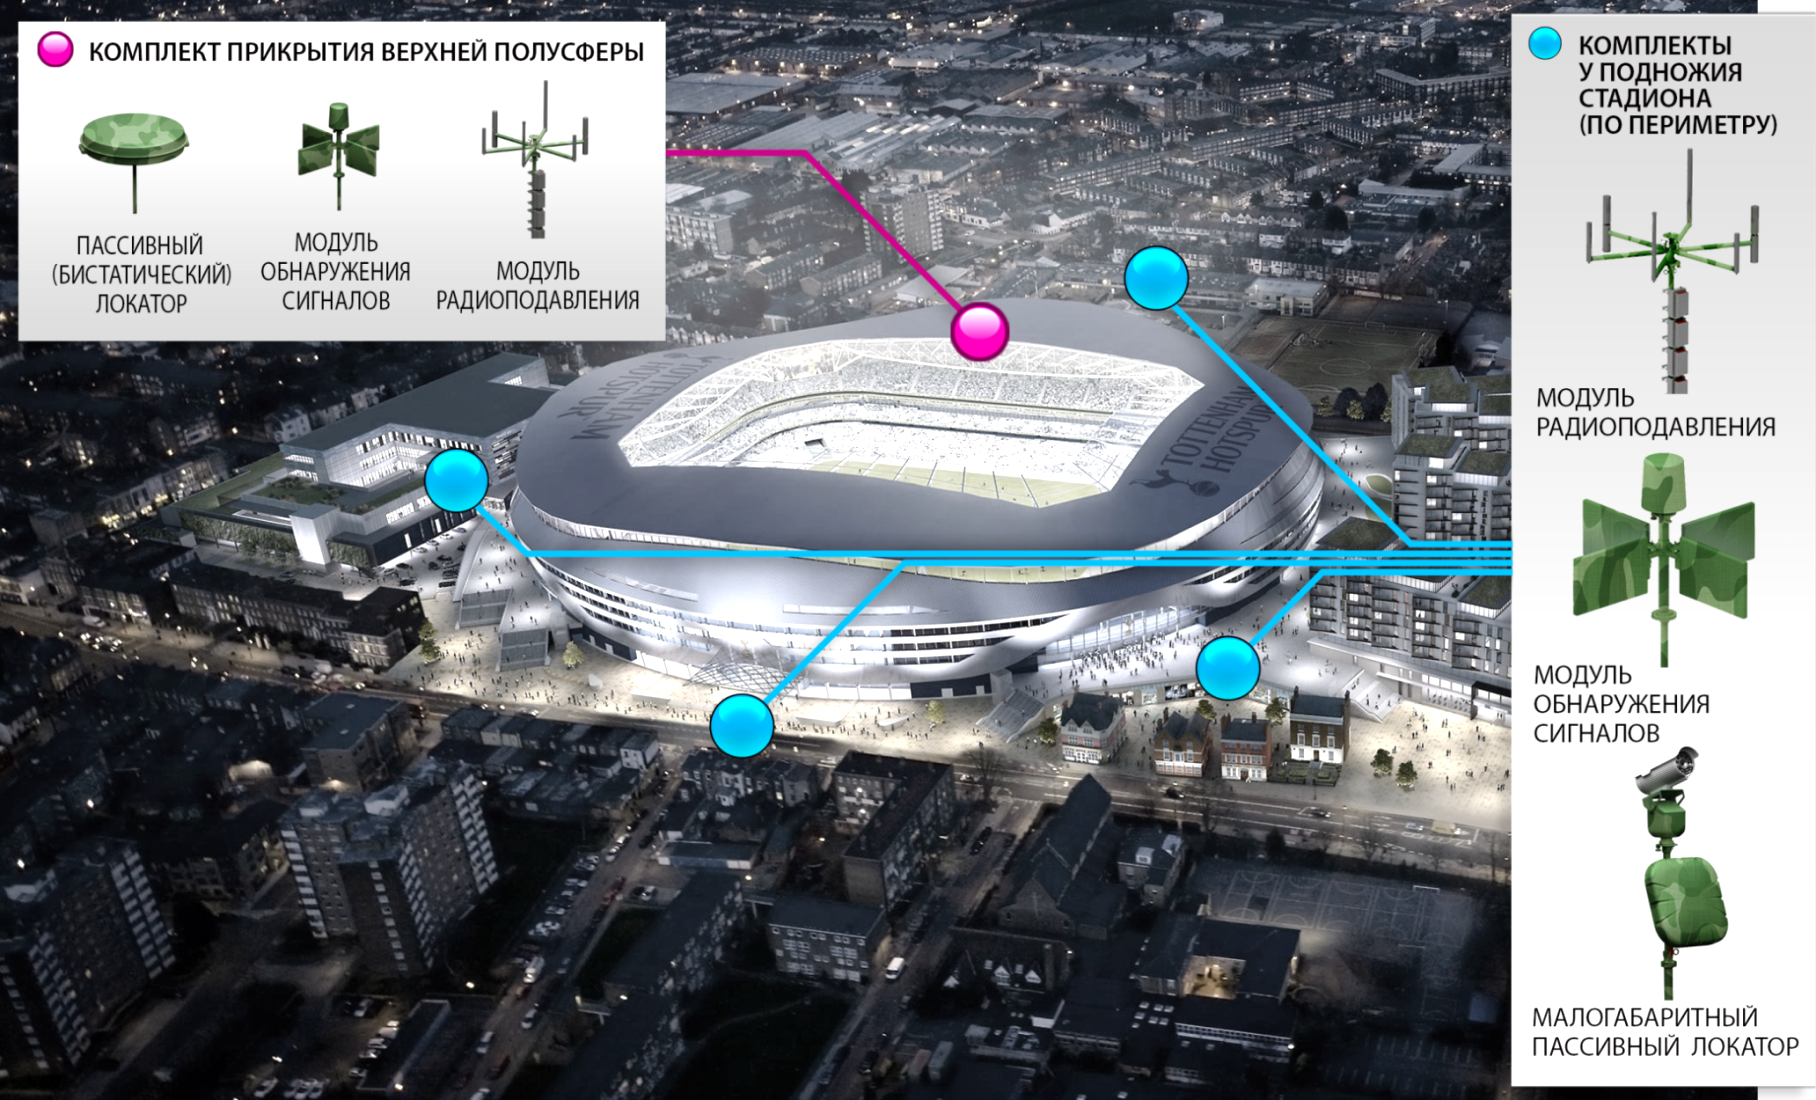 КОМПЛЕКТ ПРИКРЫТИЯ ВЕРХНЕЙ ПОЛУСФЕРЫ
ПАССИВНЫЙ
(БИСТАТИЧЕСКИЙ)
ЛОКАТОР
МОДУЛЬ
ОБНАРУЖЕНИЯ
СИГНАЛОВ
МОДУЛЬ
РАДИОПОДАВЛЕНИЯ
КОМПЛЕКТЫ
У ПОДНОЖИЯ
СТАДИОНА
(ПО ПЕРИМЕТРУ)
МОДУЛЬ
РАДИОПОДАВЛЕНИЯ
МОДУЛЬ
ОБНАРУЖЕНИЯ
СИГНАЛОВ
МАЛОГАБАРИТНЫЙ
ПАССИВНЫЙ ЛОКАТОР
TOTTENHAM
HOTSPUR
TOTTENHAM
HOTSPUR